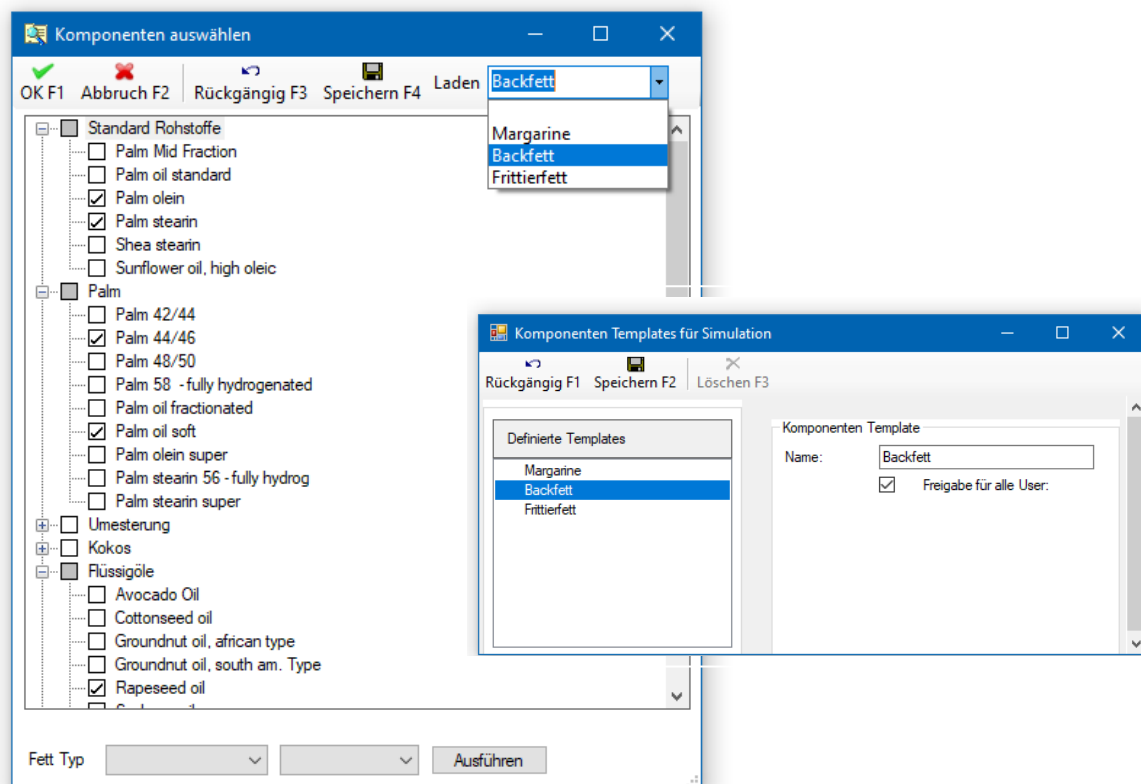 Komponenten auswählen
OK F1 Abbruch F2 Rückgängig F3 Speichern F4 Laden Backfett
Margarine
Backfett
Frittierfett
Standard Rohstoffe
Palm Mid Fraction
Palm oil standard
Palm olein
Palm stearin
Shea stearin
Sunflower oil, high oleic
Palm
Palm 42/44
Palm 44/46
Palm 48/50
Palm 58 - fully hydrogenated
Palm oil fractionated
Palm oil soft
Palm olein super
Palm stearin 56 - fully hydrog
Palm stearin super
Umesterung
Kokos
Flüssigöle
Avocado Oil
Cottonseed oil
Groundnut oil, african type
Groundnut oil, south am. Type
Rapeseed oil
Fett Typ Ausführen
Komponenten Templates für Simulation
Rückgängig F1 Speichern F2 Löschen F3
Definierte Templates
Margarine
Backfett
Frittierfett
Komponenten Template
Name: Backfett
Freigabe für alle User: